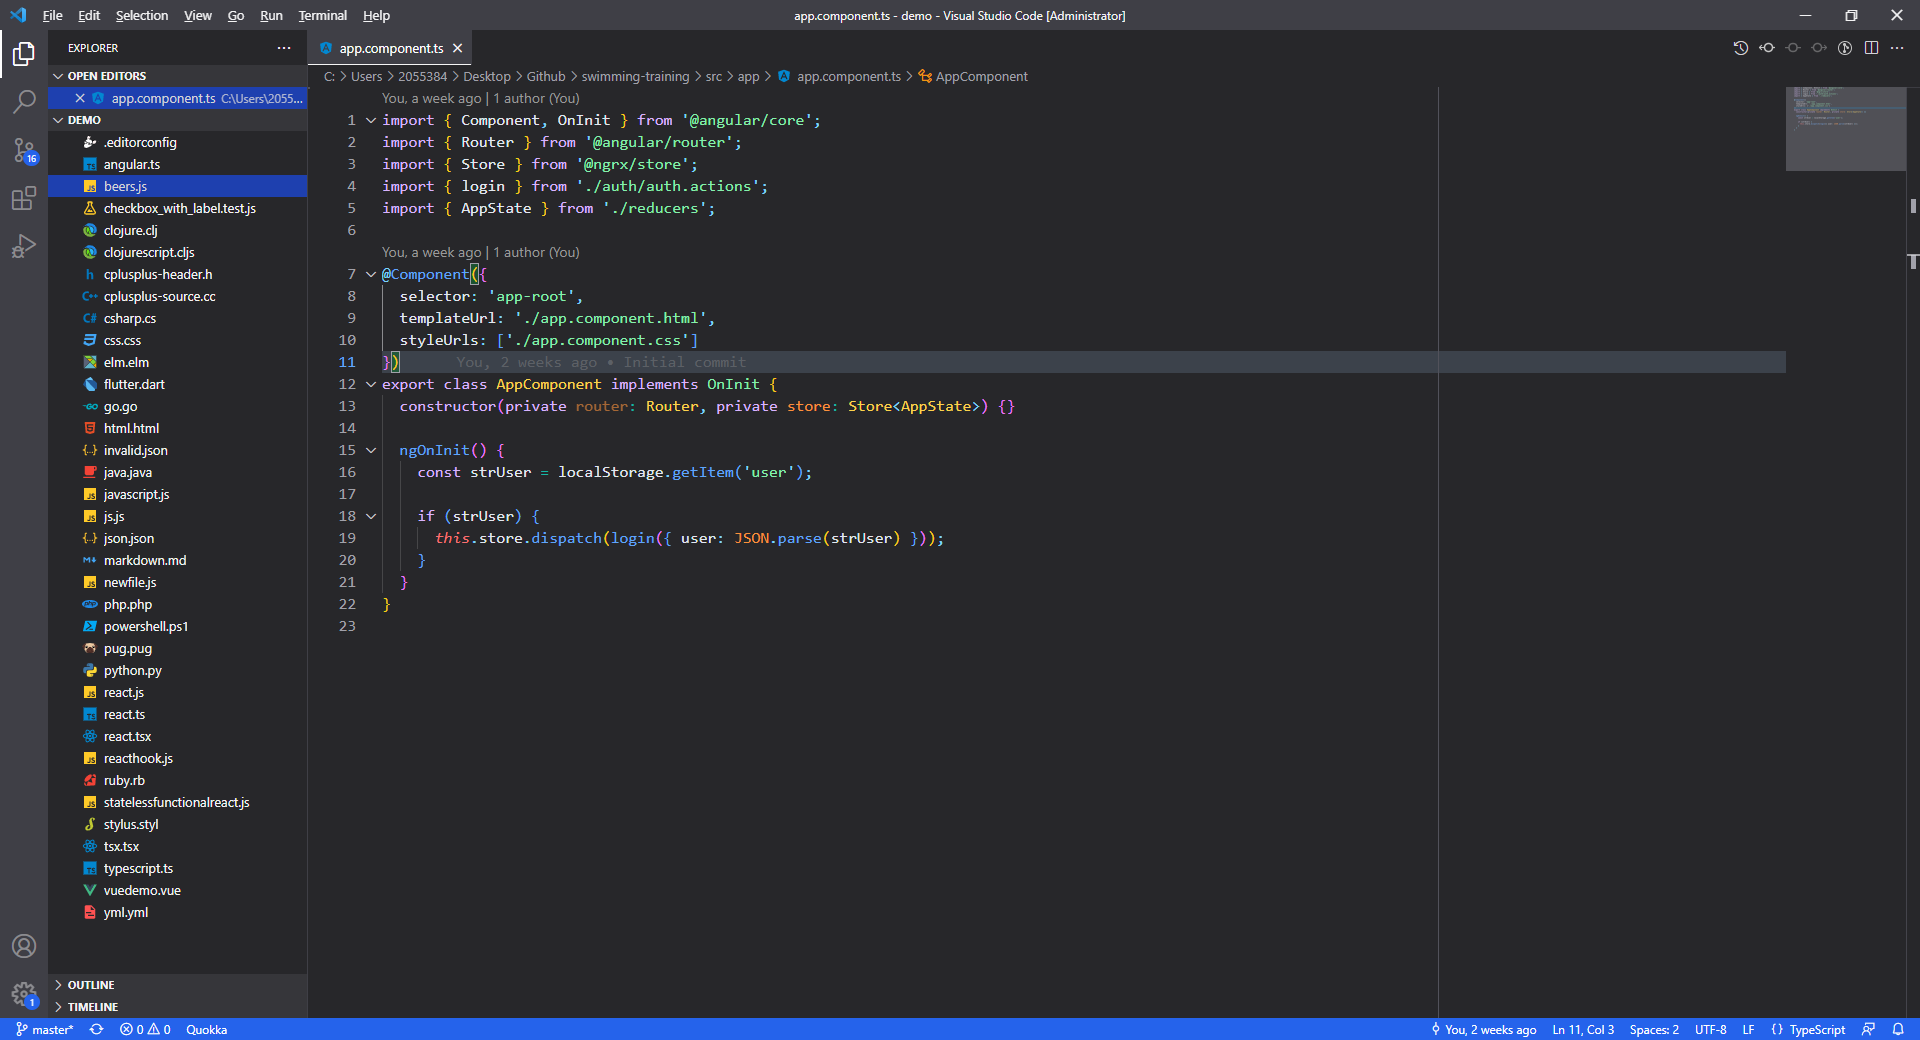 File Edit Selection View Go Run Terminal Help
app.component.ts - demo - Visual Studio Code [Administrator]
EXPLORER
OPEN EDITORS
app.component.ts C:\Users\2055...
DEMO
.editorconfig
angular.ts
beers.js
checkbox_with_label.test.js
clojure.clj
clojurescript.cljs
cplusplus-header.h
cplusplus-source.cc
csharp.cs
css.css
elm.elm
flutter.dart
go.go
html.html
invalid.json
java.java
javascript.js
js.js
json.json
markdown.md
newfile.js
php.php
powershell.ps1
pug.pug
python.py
react.js
react.ts
react.tsx
reacthook.js
ruby.rb
statelessfunctionalreact.js
stylus.styl
tsx.tsx
typescript.ts
vuedemo.vue
yml.yml
OUTLINE
TIMELINE
16
1
app.component.ts
C: > Users > 2055384 > Desktop > Github > swimming-training > src > app > app.component.ts > AppComponent
You, a week ago | 1 author (You)
1 import { Component, OnInit } from '@angular/core';
2 import { Router } from '@angular/router';
3 import { Store } from '@ngrx/store';
4 import { login } from './auth/auth.actions';
5 import { AppState } from './reducers';
6
You, a week ago | 1 author (You)
7 @Component({
8 selector: 'app-root',
9 templateUrl: './app.component.html',
10 styleUrls: ['./app.component.css']
11 }) You, 2 weeks ago • Initial commit
12 export class AppComponent implements OnInit {
13 constructor(private router: Router, private store: Store<AppState>) {}
14
15 ngOnInit() {
16 const strUser = localStorage.getItem('user');
17
18 if (strUser) {
19 this.store.dispatch(login({ user: JSON.parse(strUser) }));
20 }
21 }
22 }
23
master* 0 0 Quokka
You, 2 weeks ago Ln 11, Col 3 Spaces: 2 UTF-8 LF {} TypeScript